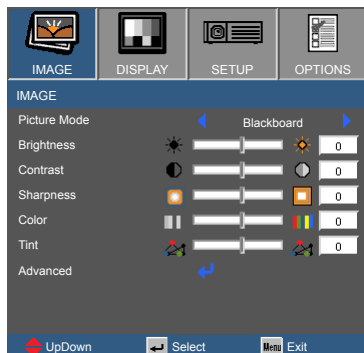 IMAGE DISPLAY SETUP OPTIONS
IMAGE
Picture Mode Blackboard
Brightness 0
Contrast 0
Sharpness 0
Color 0
Tint 0
Advanced
UpDown Select Menu Exit